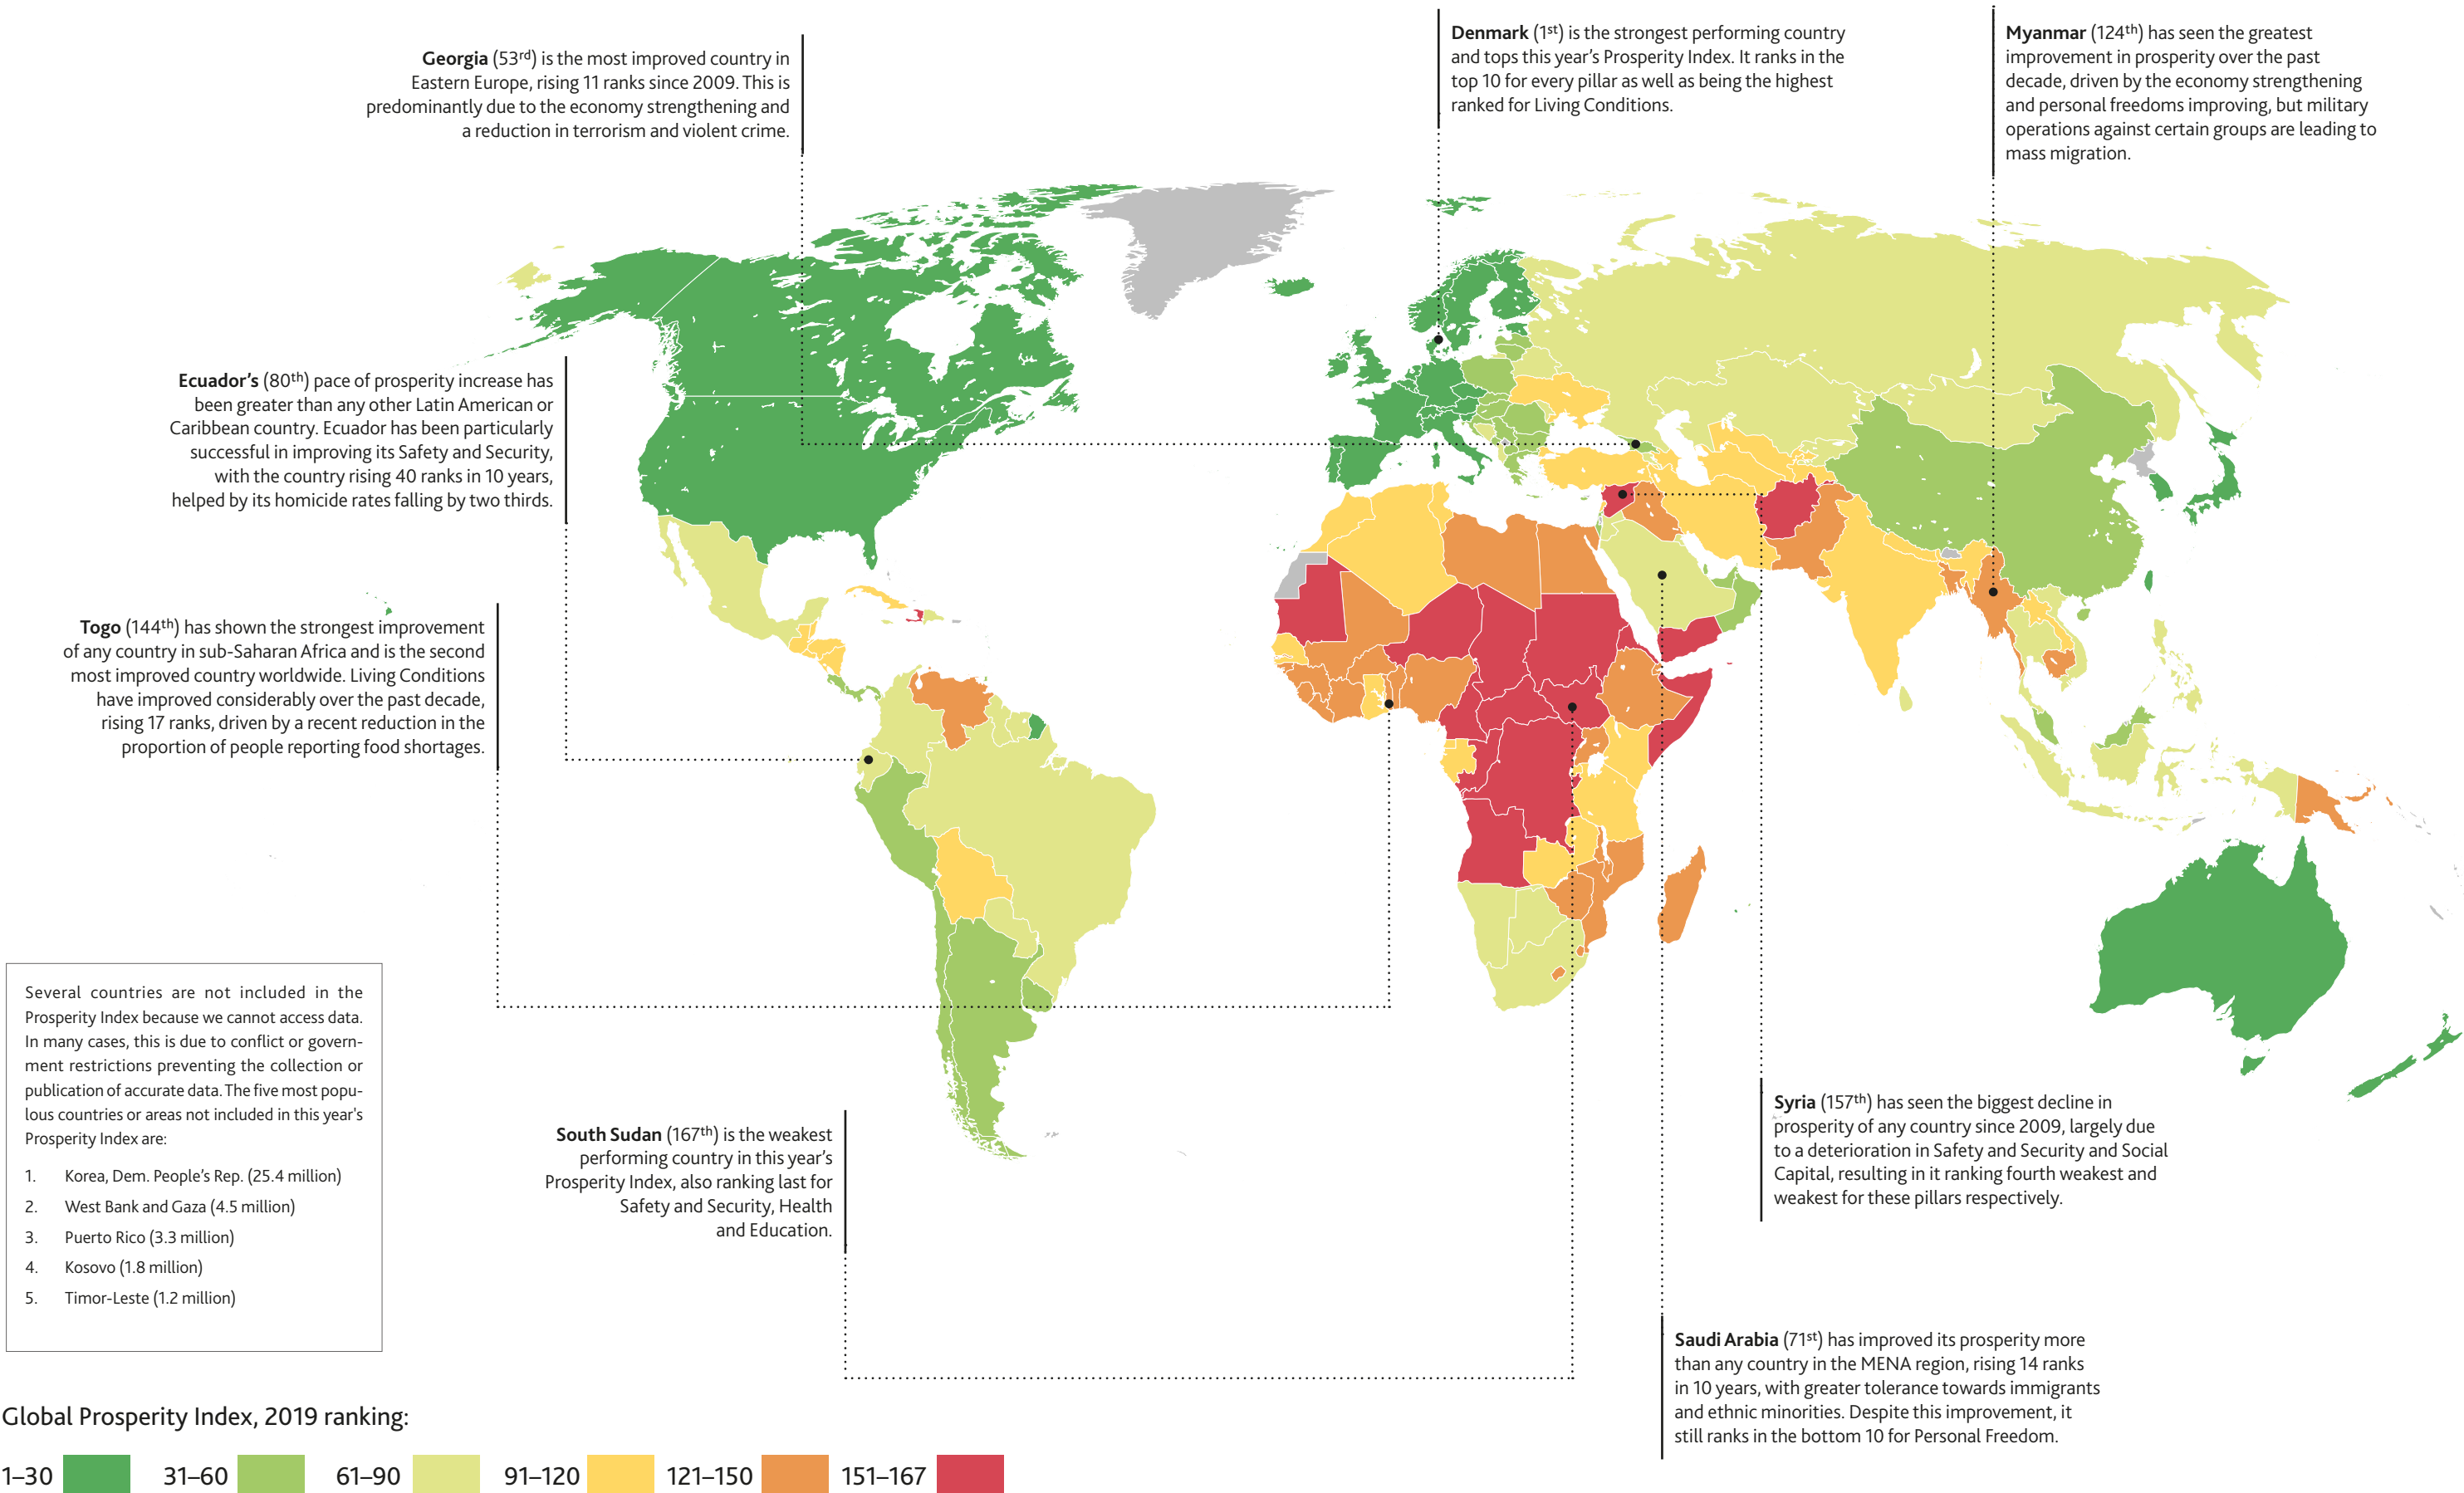 Georgia (53rd) is the most improved country in
Eastern Europe, rising 11 ranks since 2009. This is
predominantly due to the economy strengthening and
a reduction in terrorism and violent crime.
Denmark (1st) is the strongest performing country
and tops this year's Prosperity Index. It ranks in the
top 10 for every pillar as well as being the highest
ranked for Living Conditions.
Myanmar (124th) has seen the greatest
improvement in prosperity over the past
decade, driven by the economy strengthening
and personal freedoms improving, but military
operations against certain groups are leading to
mass migration.
Ecuador's (80th) pace of prosperity increase has
been greater than any other Latin American or
Caribbean country. Ecuador has been particularly
successful in improving its Safety and Security,
with the country rising 40 ranks in 10 years,
helped by its homicide rates falling by two thirds.
Togo (144th) has shown the strongest improvement
of any country in sub-Saharan Africa and is the second
most improved country worldwide. Living Conditions
have improved considerably over the past decade,
rising 17 ranks, driven by a recent reduction in the
proportion of people reporting food shortages.
Several countries are not included in the
Prosperity Index because we cannot access data.
In many cases, this is due to conflict or govern-
ment restrictions preventing the collection or
publication of accurate data. The five most popu-
lous countries or areas not included in this year's
Prosperity Index are:
1. Korea, Dem. People's Rep. (25.4 million)
2. West Bank and Gaza (4.5 million)
3. Puerto Rico (3.3 million)
4. Kosovo (1.8 million)
5. Timor-Leste (1.2 million)
South Sudan (167th) is the weakest
performing country in this year's
Prosperity Index, also ranking last for
Safety and Security, Health
and Education.
Syria (157th) has seen the biggest decline in
prosperity of any country since 2009, largely due
to a deterioration in Safety and Security and Social
Capital, resulting in it ranking fourth weakest and
weakest for these pillars respectively.
Saudi Arabia (71st) has improved its prosperity more
than any country in the MENA region, rising 14 ranks
in 10 years, with greater tolerance towards immigrants
and ethnic minorities. Despite this improvement, it
still ranks in the bottom 10 for Personal Freedom.
Global Prosperity Index, 2019 ranking:
1–30 31–60 61–90 91–120 121–150 151–167